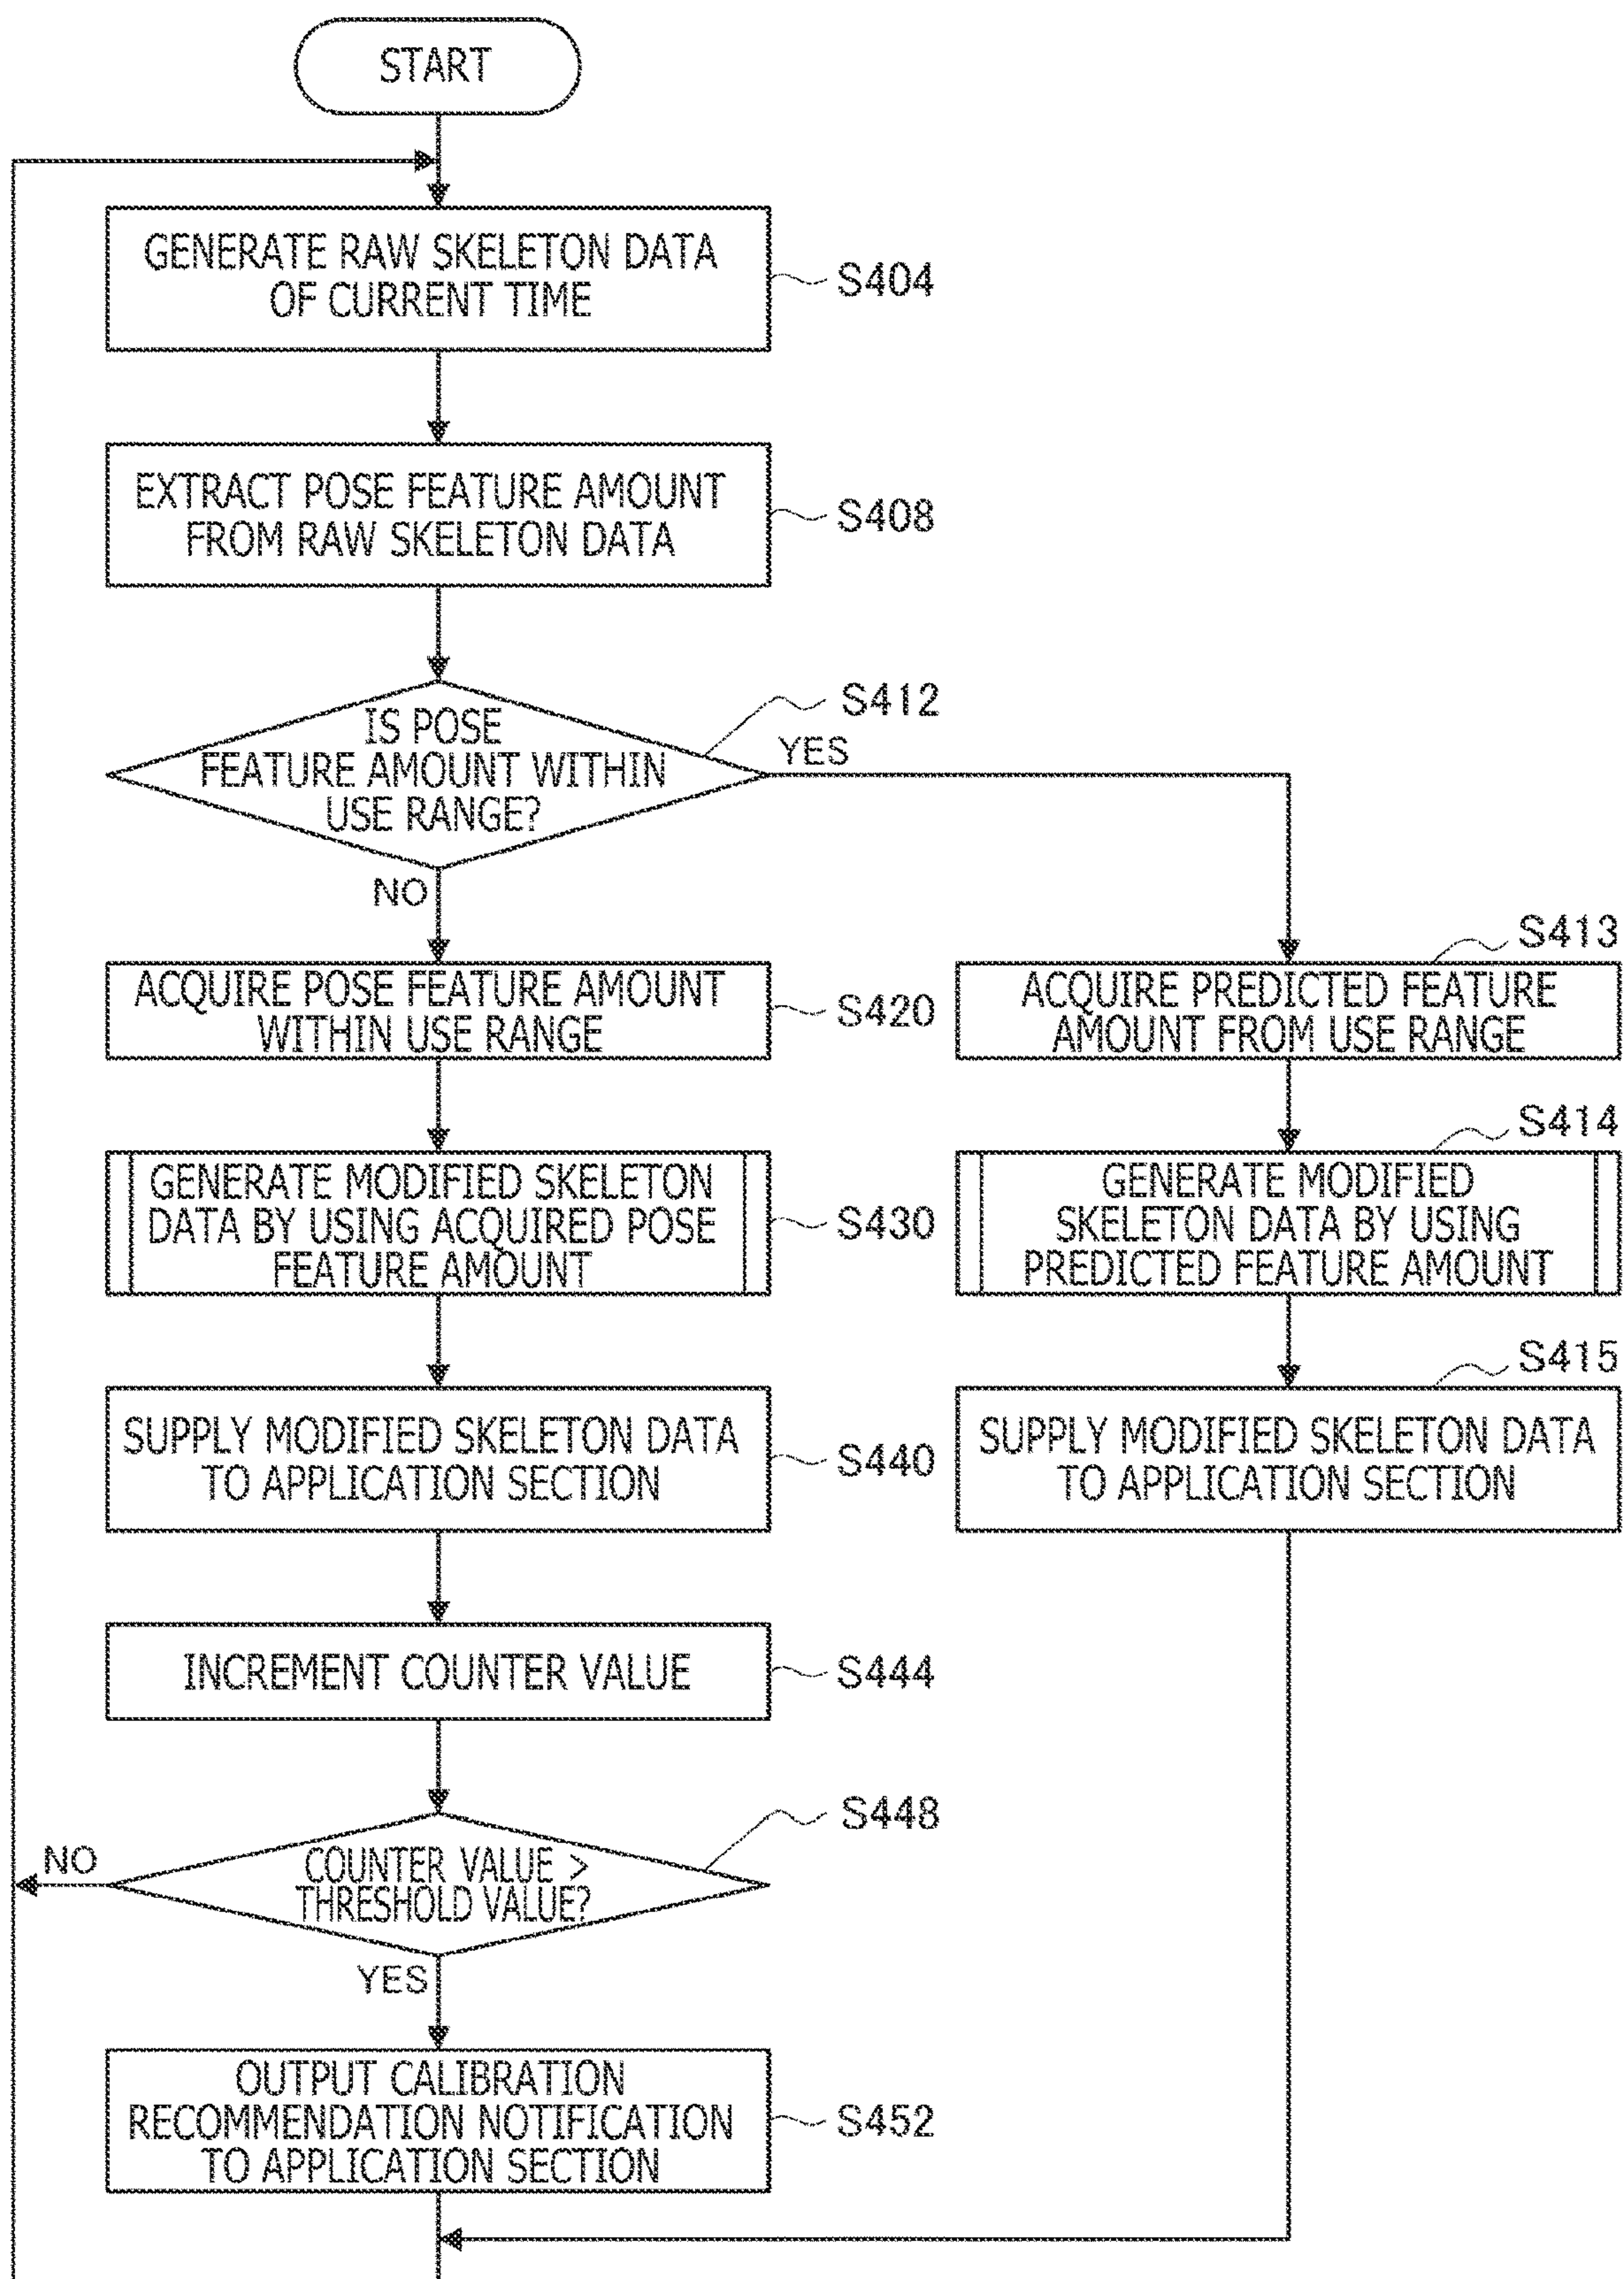 START
GENERATE RAW SKELETON DATA
OF CURRENT TIME
S404
EXTRACT POSE FEATURE AMOUNT
FROM RAW SKELETON DATA
S408
IS POSE
FEATURE AMOUNT WITHIN
USE RANGE?
S412
YES
NO
ACQUIRE POSE FEATURE AMOUNT
WITHIN USE RANGE
S420
S413
ACQUIRE PREDICTED FEATURE
AMOUNT FROM USE RANGE
GENERATE MODIFIED SKELETON
DATA BY USING ACQUIRED POSE
FEATURE AMOUNT
S430
S414
GENERATE MODIFIED
SKELETON DATA BY USING
PREDICTED FEATURE AMOUNT
SUPPLY MODIFIED SKELETON DATA
TO APPLICATION SECTION
S440
S415
SUPPLY MODIFIED SKELETON DATA
TO APPLICATION SECTION
INCREMENT COUNTER VALUE
S444
COUNTER VALUE >
THRESHOLD VALUE?
S448
NO
YES
OUTPUT CALIBRATION
RECOMMENDATION NOTIFICATION
TO APPLICATION SECTION
S452